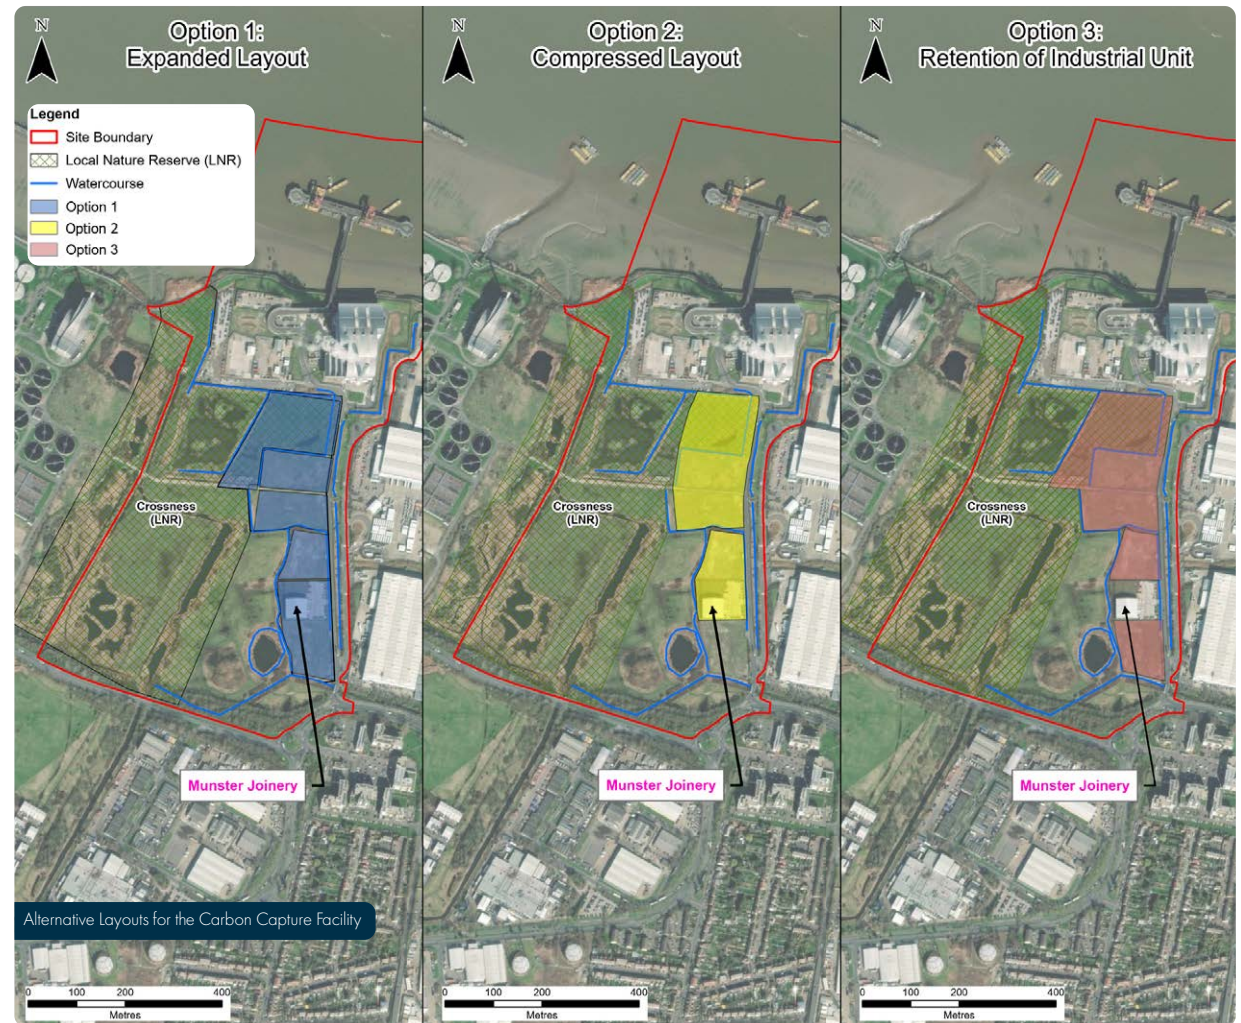 N
Option 1:
Expanded Layout
Legend
Site Boundary
Local Nature Reserve (LNR)
Watercourse
Option 1
Option 2
Option 3
Crossness
(LNR)
Munster Joinery
Alternative Layouts for the Carbon Capture Facility
0 100 200 400
Metres
N
Option 2:
Compressed Layout
Crossness
(LNR)
Munster Joinery
0 100 200 400
Metres
N
Option 3:
Retention of Industrial Unit
Crossness
(LNR)
Munster Joinery
0 100 200 400
Metres